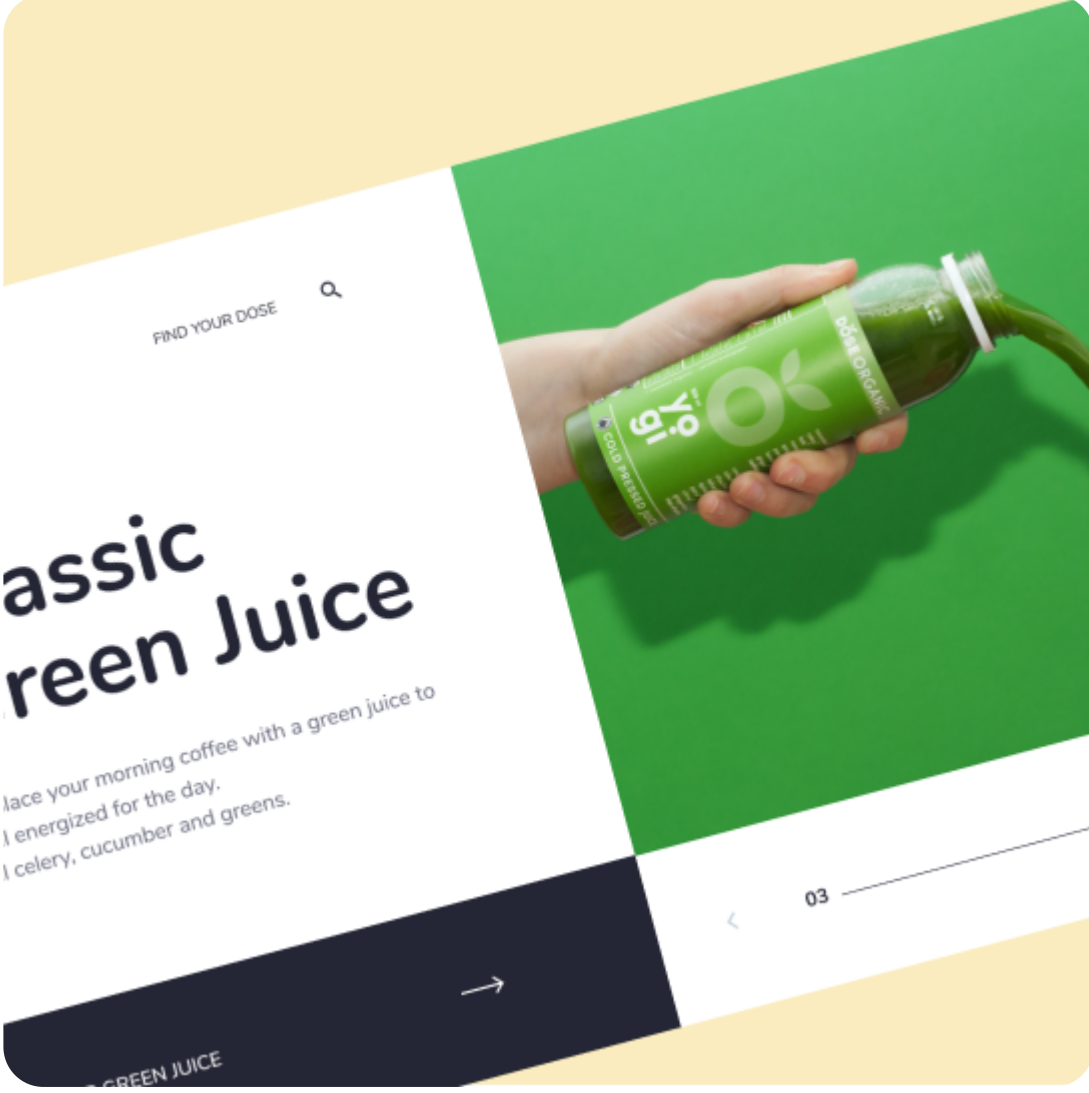 FIND YOUR DOSE
assic
reen Juice
lace your morning coffee with a green juice to
l energized for the day.
l celery, cucumber and greens.
GREEN JUICE
DOSE ORGANIC
yo
gi
COLD PRESSED JUIC
03